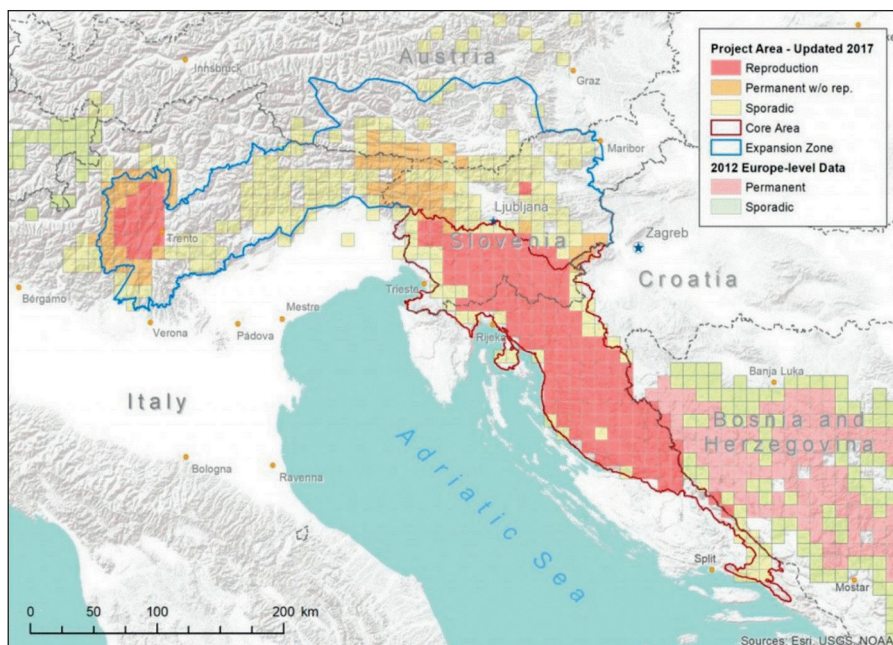 Austria
Innsbruck
Graz
Maribor
Ljubljana
Slovenia
Zagreb
Croatia
Trento
Trieste
Bérgamo
Verona
Pádova
Mestre
Rijeka
Italy
Banja Luka
Bosnia and
Herzegovina
Adriatic Sea
Bologna
Ravenna
Split
Mostar
Project Area - Updated 2017
Reproduction
Permanent w/o rep.
Sporadic
Core Area
Expansion Zone
2012 Europe-level Data
Permanent
Sporadic
0 50 100 200 km
Sources: Esri, USGS, NOAA